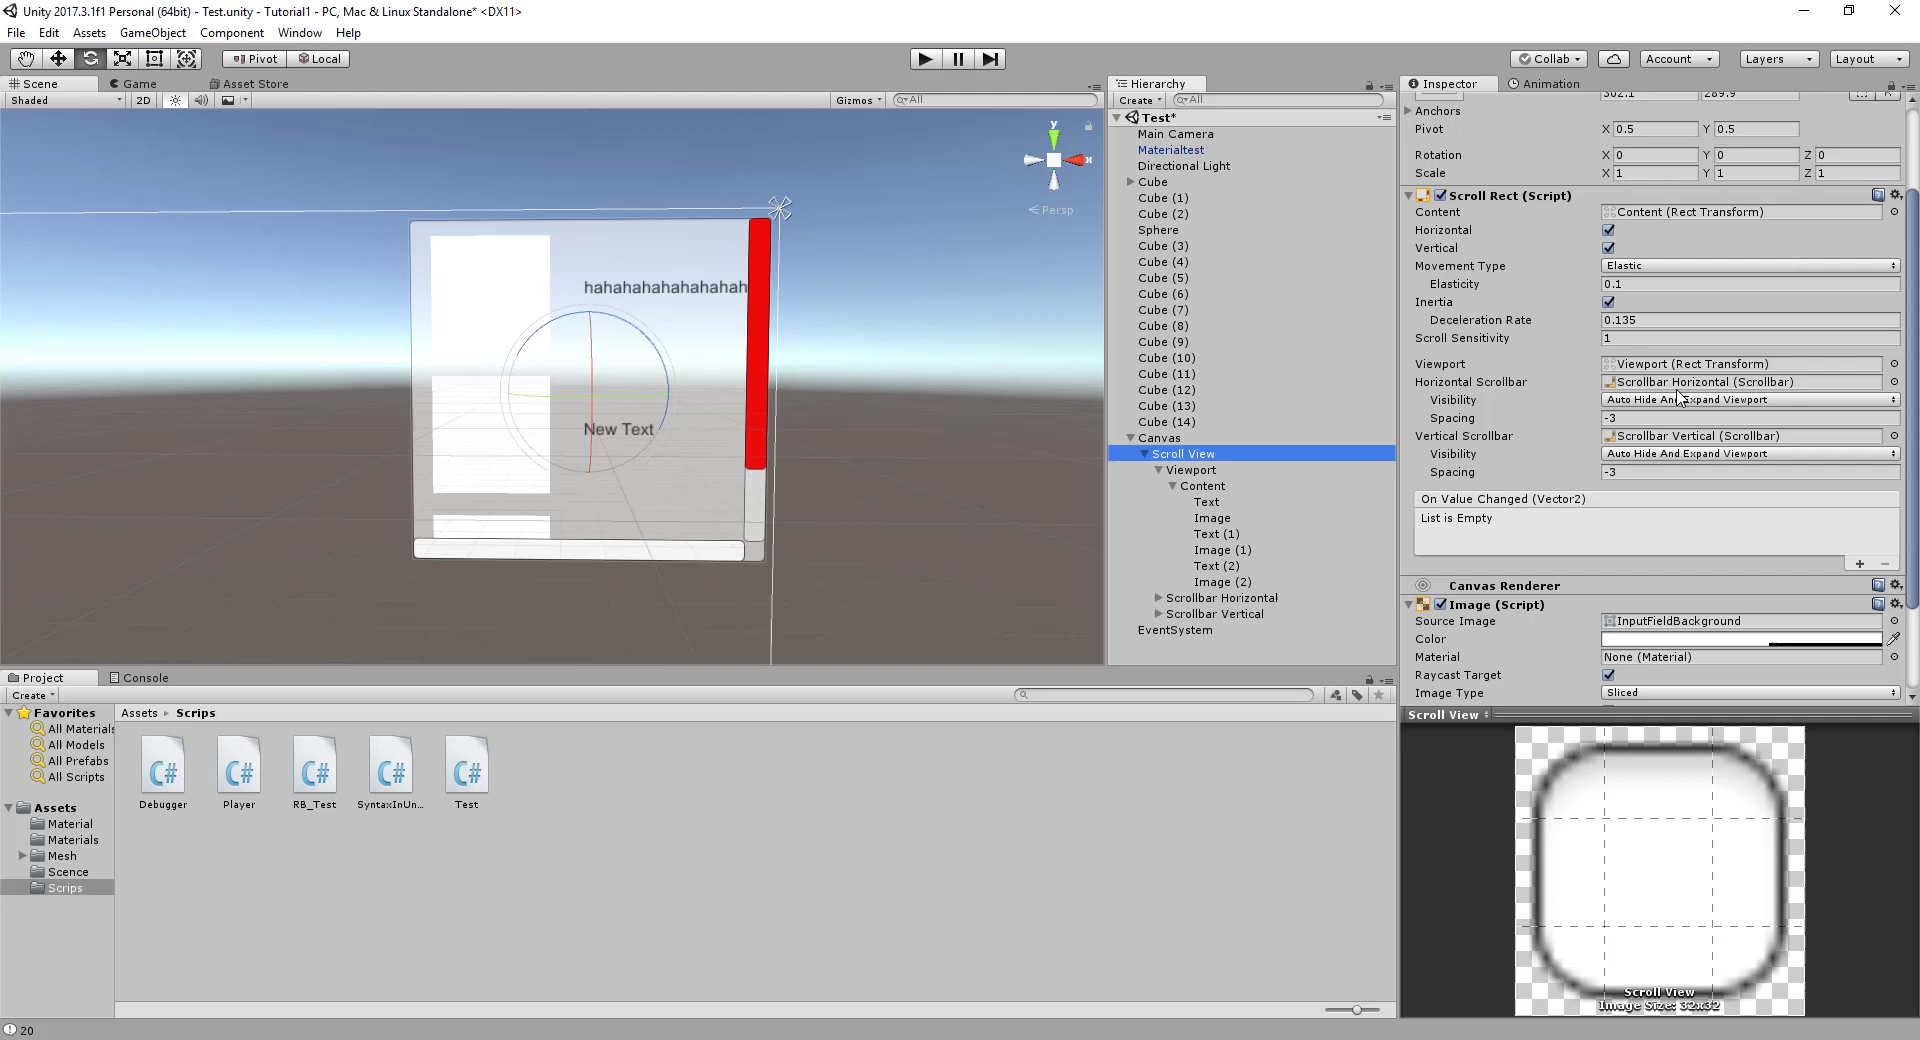 Unity 2017.3.1f1 Personal (64bit) - Test.unity - Tutorial1 - PC, Mac & Linux Standalone* <DX11>
File Edit Assets GameObject Component Window Help
Pivot Local Collab Account Layers Layout
Scene Game Asset Store
Shaded 2D Gizmos All
y
x
Persp
hahahahahahahahah
New Text
Hierarchy
Create All
Test*
Main Camera
Materialtest
Directional Light
Cube
Cube (1)
Cube (2)
Sphere
Cube (3)
Cube (4)
Cube (5)
Cube (6)
Cube (7)
Cube (8)
Cube (9)
Cube (10)
Cube (11)
Cube (12)
Cube (13)
Cube (14)
Canvas
Scroll View
Viewport
Content
Text
Image
Text (1)
Image (1)
Text (2)
Image (2)
Scrollbar Horizontal
Scrollbar Vertical
EventSystem
Inspector Animation
302.1 289.9 R
Anchors
Pivot X 0.5 Y 0.5
Rotation X 0 Y 0 Z 0
Scale X 1 Y 1 Z 1
Scroll Rect (Script)
Content Content (Rect Transform)
Horizontal
Vertical
Movement Type Elastic
Elasticity 0.1
Inertia
Deceleration Rate 0.135
Scroll Sensitivity 1
Viewport Viewport (Rect Transform)
Horizontal Scrollbar Scrollbar Horizontal (Scrollbar)
Visibility Auto Hide And Expand Viewport
Spacing -3
Vertical Scrollbar Scrollbar Vertical (Scrollbar)
Visibility Auto Hide And Expand Viewport
Spacing -3
On Value Changed (Vector2)
List is Empty
Canvas Renderer
Image (Script)
Source Image InputFieldBackground
Color
Material None (Material)
Raycast Target
Image Type Sliced
Scroll View
Scroll View
Image Size: 32x32
Project Console
Create
Favorites
All Materials
All Models
All Prefabs
All Scripts
Assets
Material
Materials
Mesh
Scence
Scrips
Assets Scrips
C# C# C# C# C#
Debugger Player RB_Test SyntaxInUn... Test
20